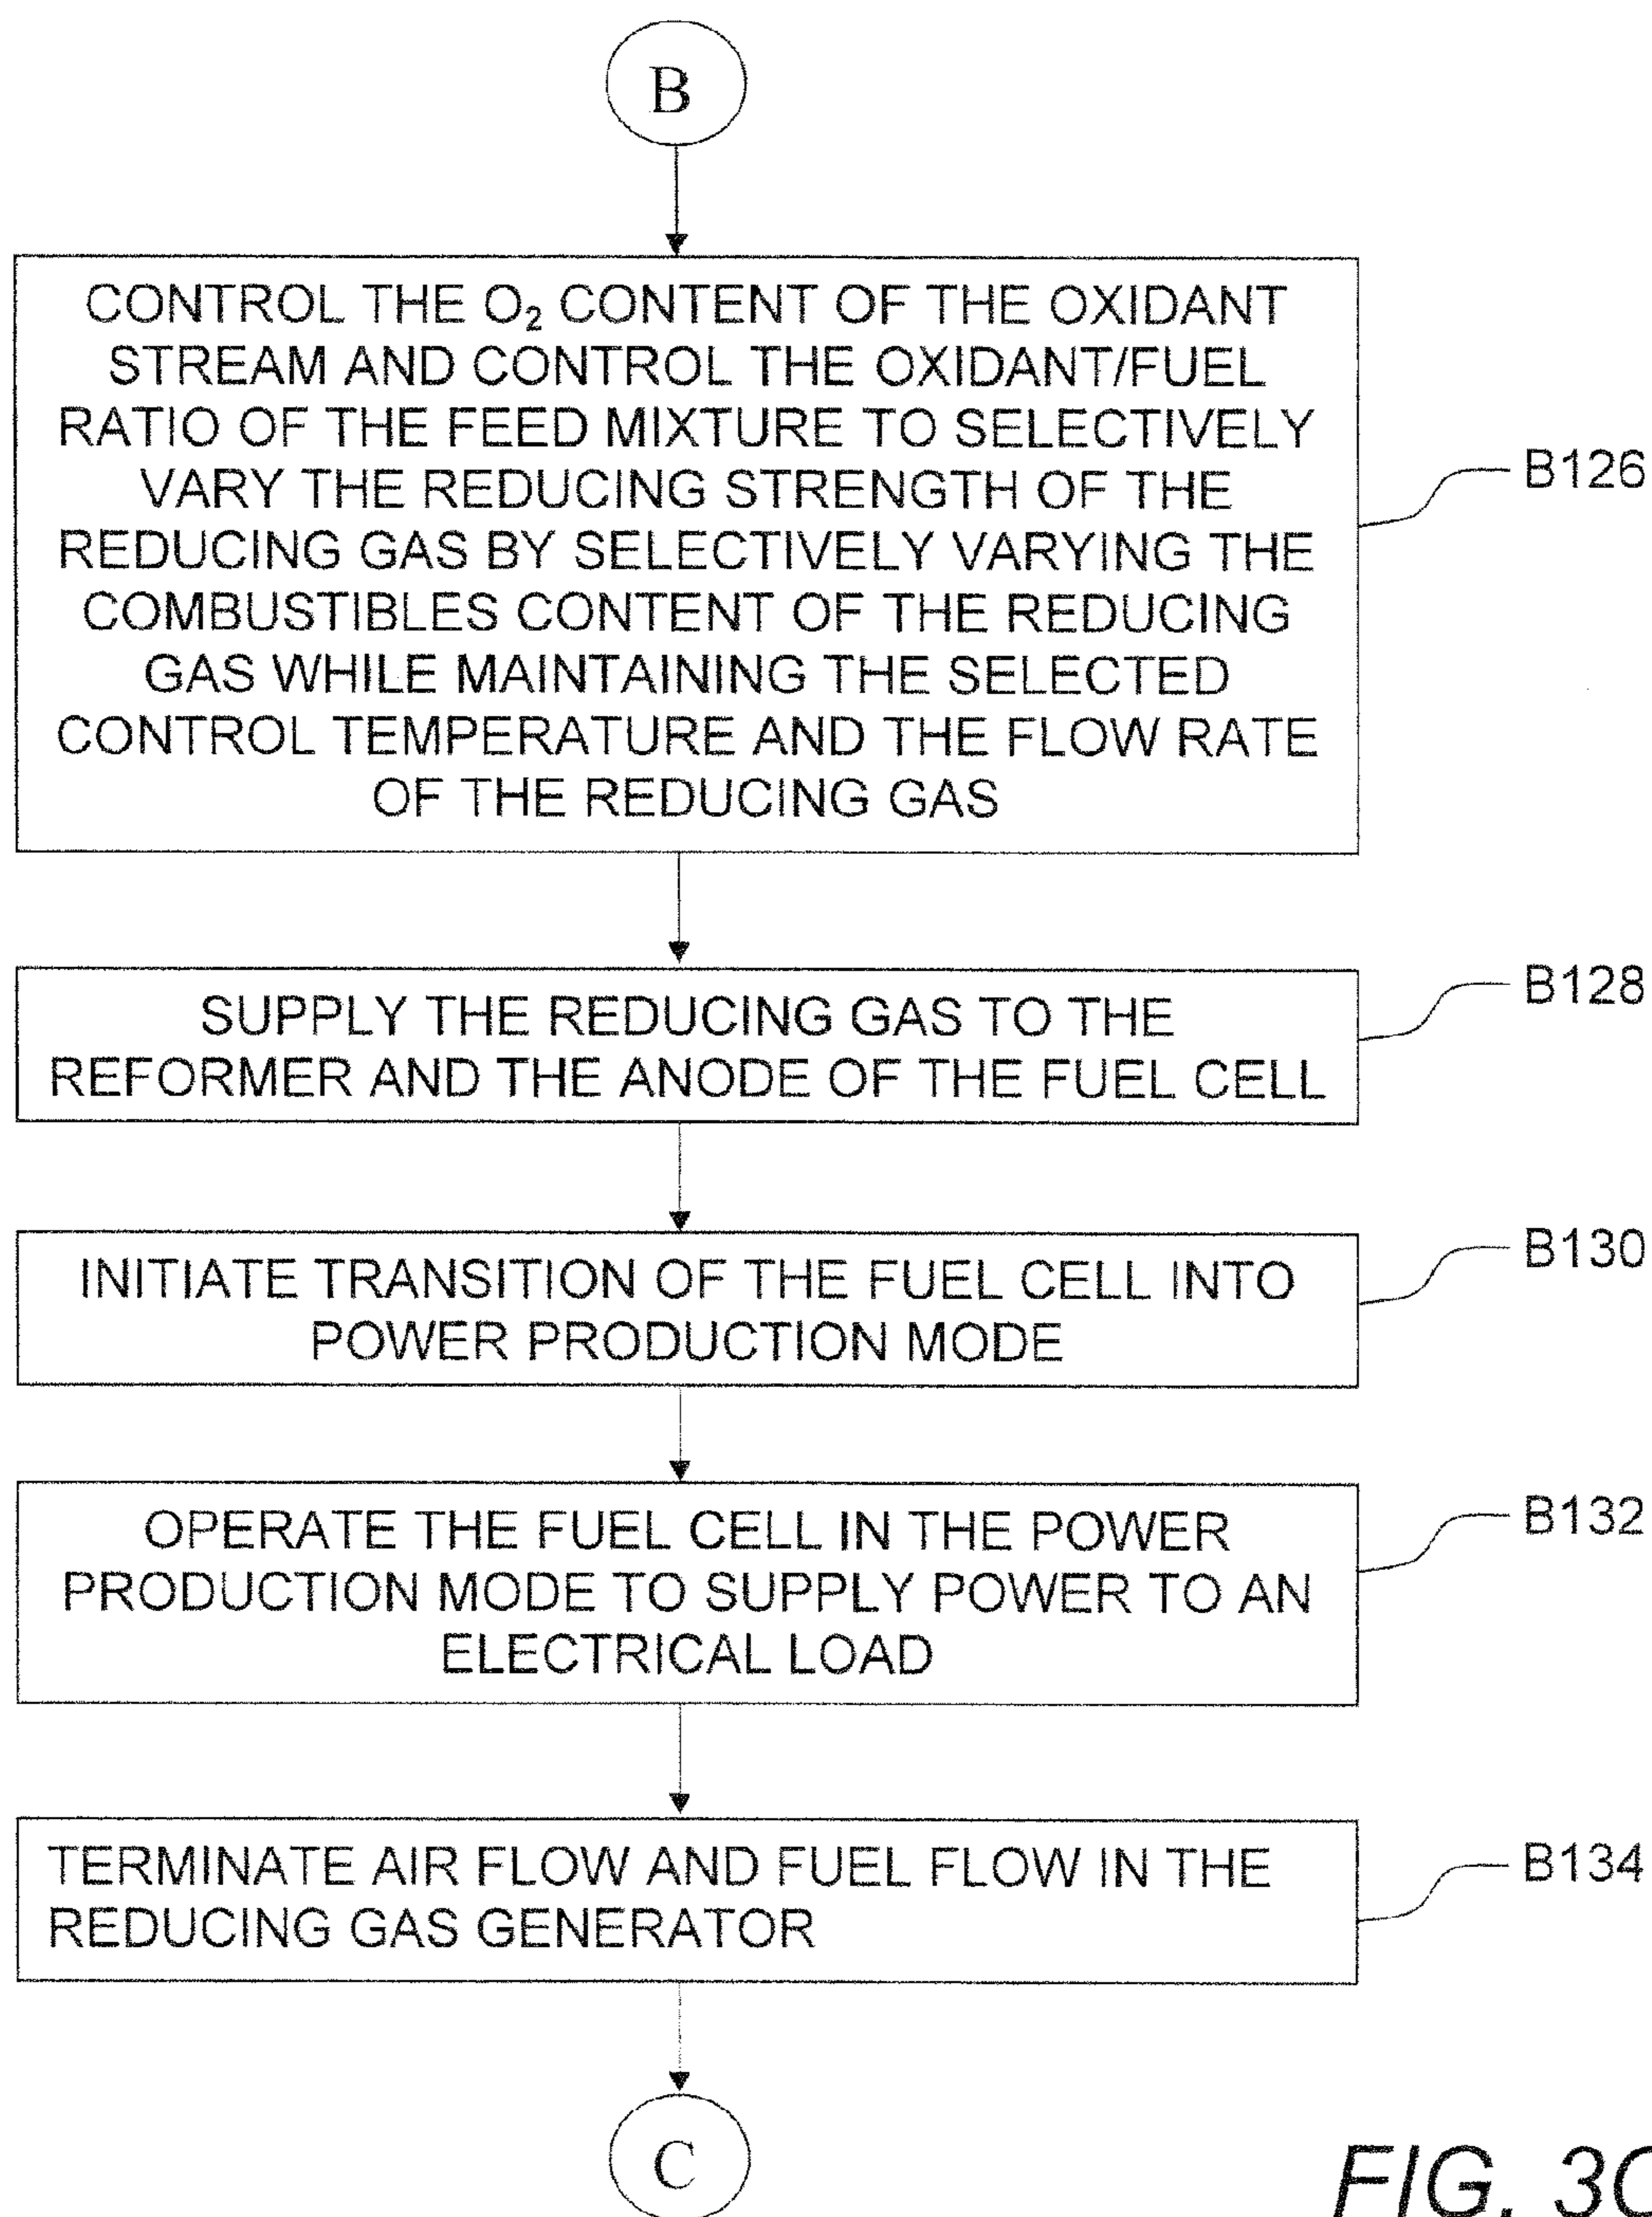 B
CONTROL THE O₂ CONTENT OF THE OXIDANT
STREAM AND CONTROL THE OXIDANT/FUEL
RATIO OF THE FEED MIXTURE TO SELECTIVELY
VARY THE REDUCING STRENGTH OF THE
REDUCING GAS BY SELECTIVELY VARYING THE
COMBUSTIBLES CONTENT OF THE REDUCING
GAS WHILE MAINTAINING THE SELECTED
CONTROL TEMPERATURE AND THE FLOW RATE
OF THE REDUCING GAS
B126
SUPPLY THE REDUCING GAS TO THE
REFORMER AND THE ANODE OF THE FUEL CELL
B128
INITIATE TRANSITION OF THE FUEL CELL INTO
POWER PRODUCTION MODE
B130
OPERATE THE FUEL CELL IN THE POWER
PRODUCTION MODE TO SUPPLY POWER TO AN
ELECTRICAL LOAD
B132
TERMINATE AIR FLOW AND FUEL FLOW IN THE
REDUCING GAS GENERATOR
B134
C
FIG. 3C